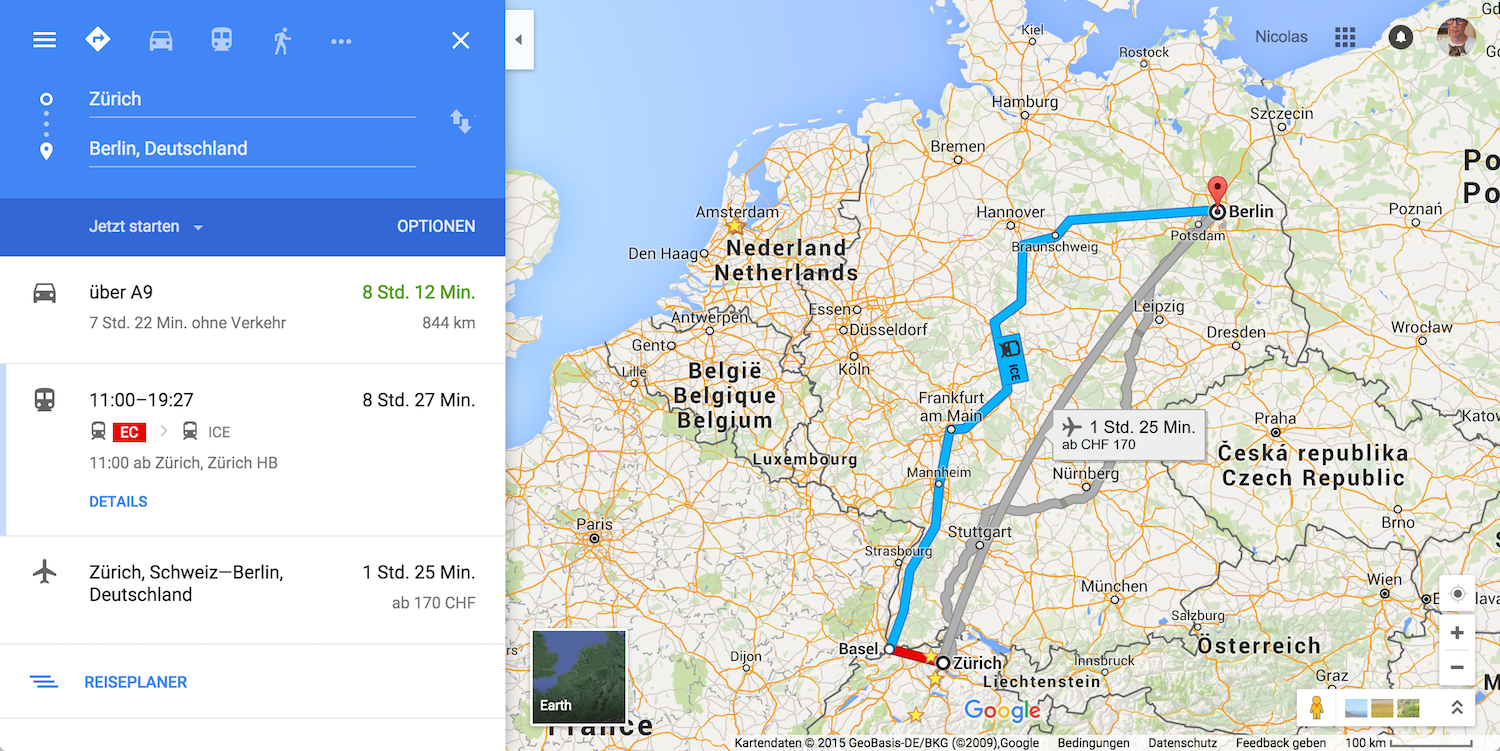 Zürich
Berlin, Deutschland
Jetzt starten
OPTIONEN
über A9
8 Std. 12 Min.
7 Std. 22 Min. ohne Verkehr
844 km
11:00–19:27
8 Std. 27 Min.
EC
ICE
11:00 ab Zürich, Zürich HB
DETAILS
Zürich, Schweiz—Berlin,
Deutschland
1 Std. 25 Min.
ab 170 CHF
REISEPLANER
Earth
Nicolas
Kiel
Rostock
Hamburg
Szczecin
Bremen
Po
Po
Amsterdam
Hannover
Berlin
Poznań
Potsdam
Braunschweig
Den Haag
Nederland
Netherlands
Leipzig
Essen
Antwerpen
Düsseldorf
Dresden
Wrocław
Gent
ICE
Köln
Lille
België
Belgique
Belgium
Frankfurt
am Main
1 Std. 25 Min.
ab CHF 170
Praha
Katow
Luxembourg
Česká republika
Czech Republic
Mannheim
Nürnberg
Paris
Brno
Stuttgart
Strasbourg
München
Wien
Salzburg
Basel
Österreich
Dijon
Zürich
Innsbruck
Liechtenstein
Graz
Google
France
Kartendaten © 2015 GeoBasis-DE/BKG (©2009),Google
Bedingungen
Datenschutz
Feedback geben
100 km